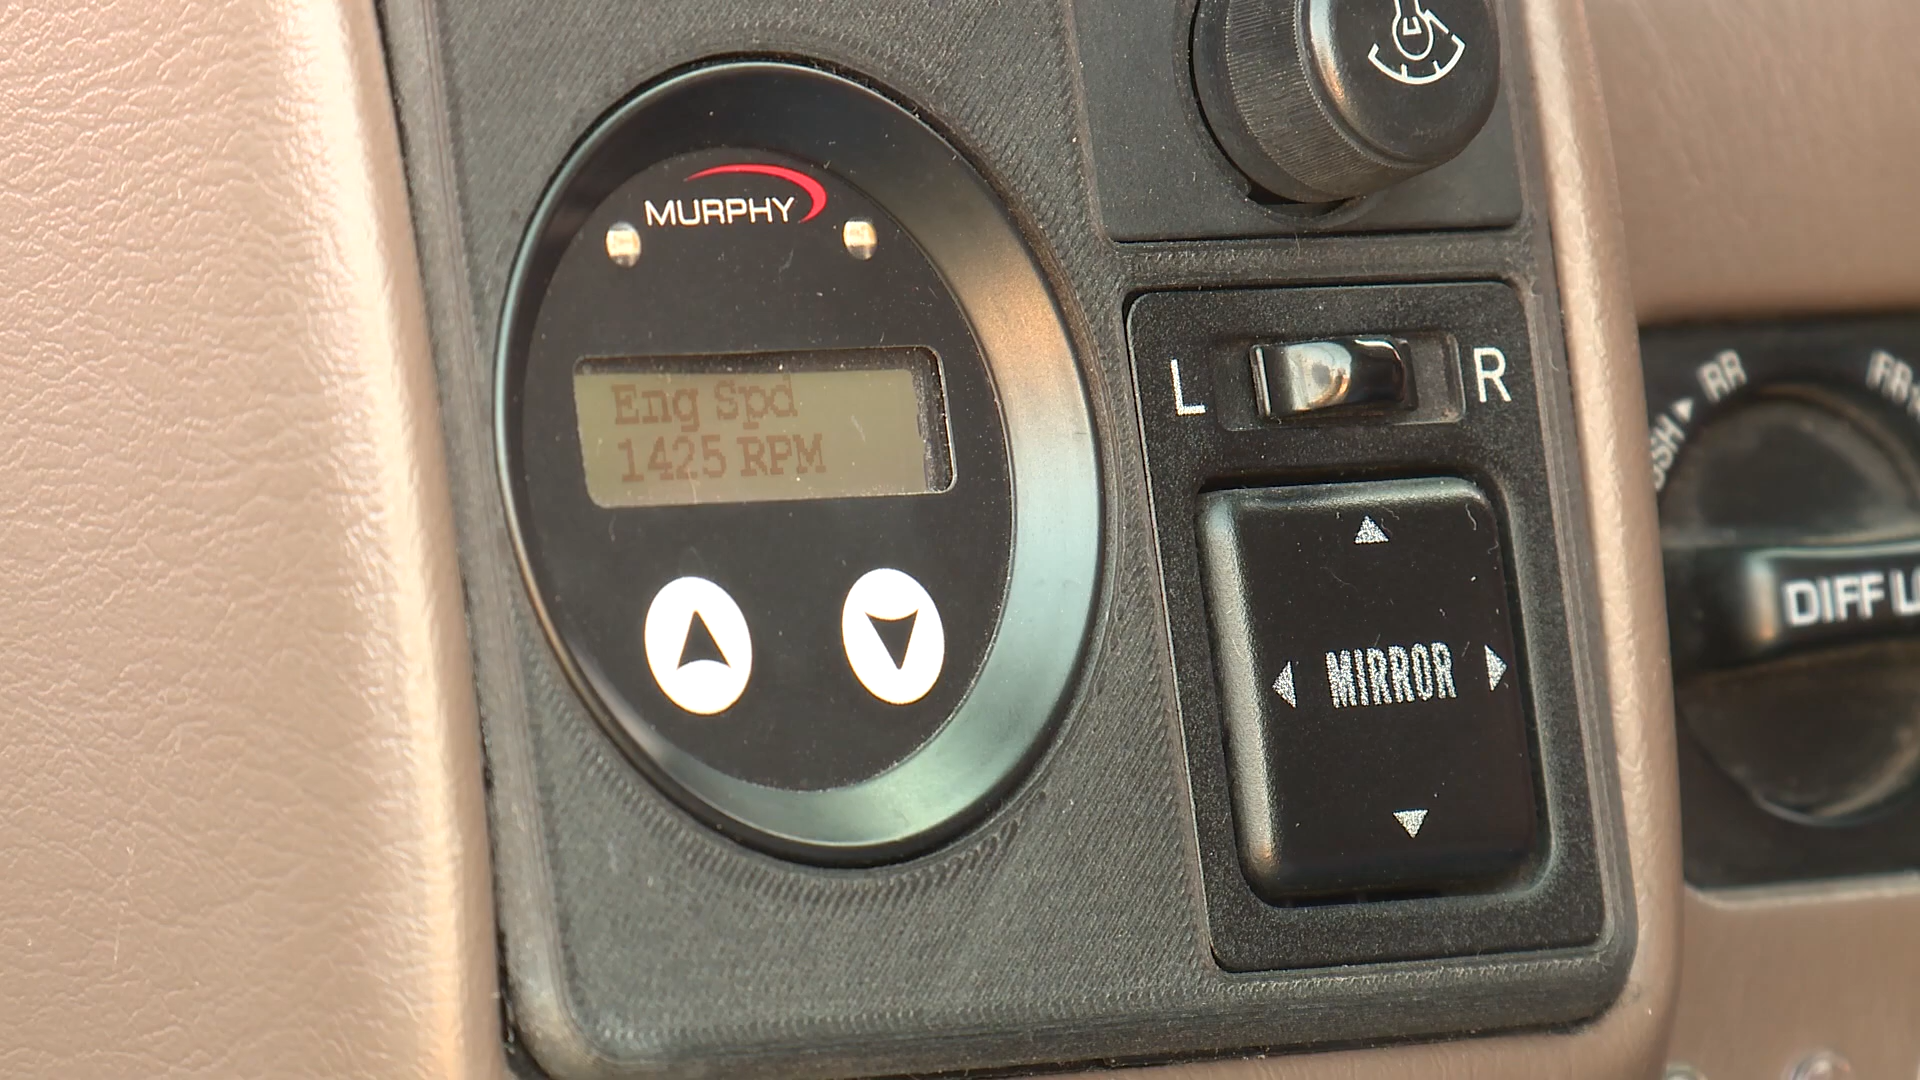 MURPHY
Eng Spd
1425 RPM
L
R
MIRROR
RR
DIFF